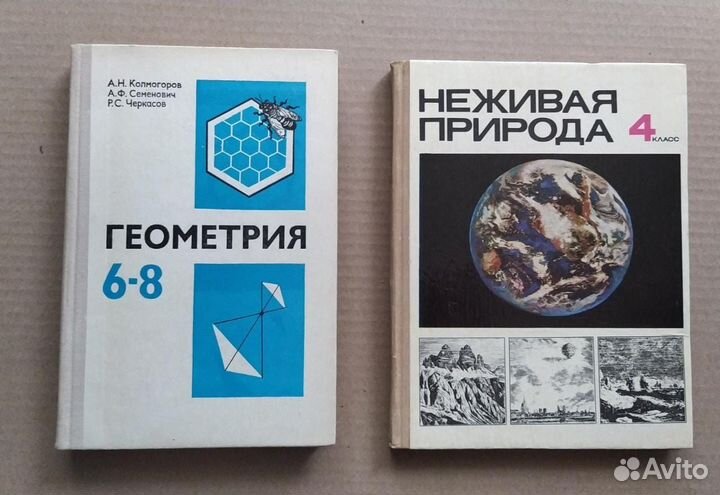 А.Н. Колмогоров
А.Ф. Семенович
Р.С. Черкасов
ГЕОМЕТРИЯ
6-8
НЕЖИВАЯ
ПРИРОДА 4 КЛАСС
Avito